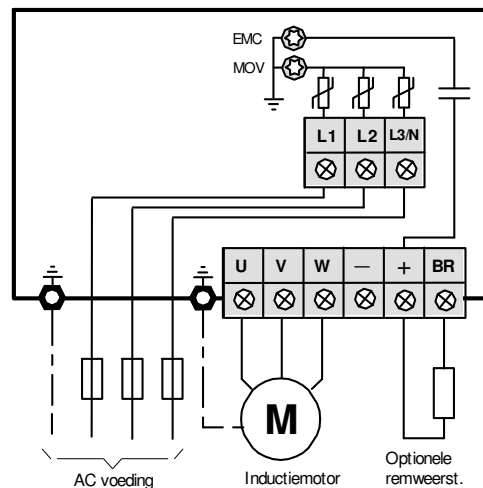 EMC
MOV
L1 L2 L3/N
U V W − + BR
M
AC voeding
Inductiemotor
Optionele
remweerst.